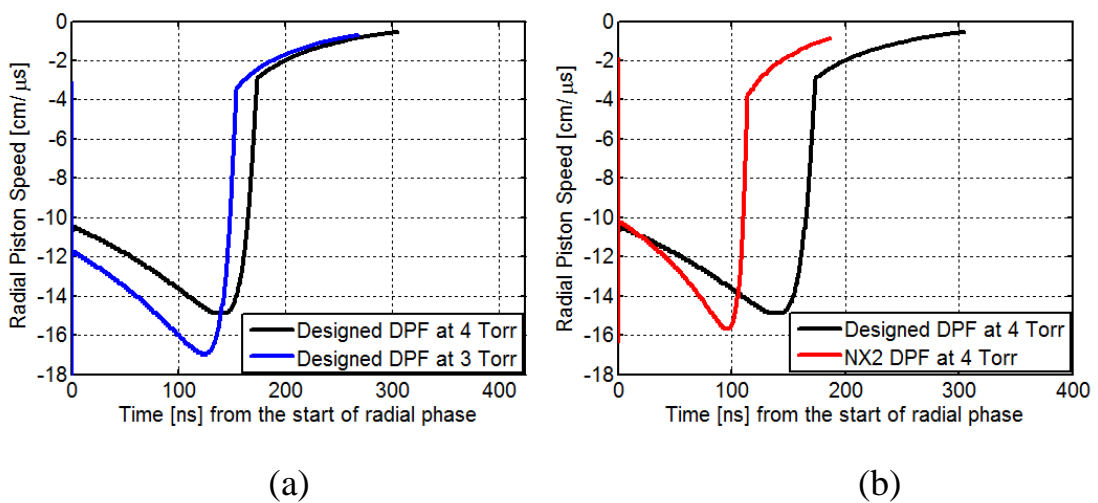 0
-2
-4
-6
-8
-10
-12
-14
-16
-18
Radial Piston Speed [cm/ μs]
0 100 200 300 400
Time [ns] from the start of radial phase
Designed DPF at 4 Torr
Designed DPF at 3 Torr
(a)
0
-2
-4
-6
-8
-10
-12
-14
-16
-18
Radial Piston Speed [cm/ μs]
0 100 200 300 400
Time [ns] from the start of radial phase
Designed DPF at 4 Torr
NX2 DPF at 4 Torr
(b)